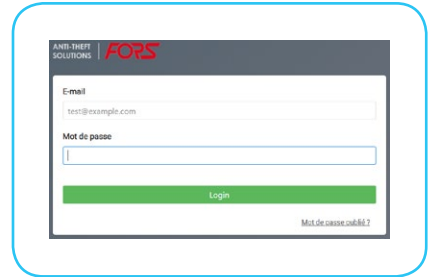 ANTI-THEFT
SOLUTIONS
FORS
E-mail
test@example.com
Mot de passe
Login
Mot de passe oublié ?